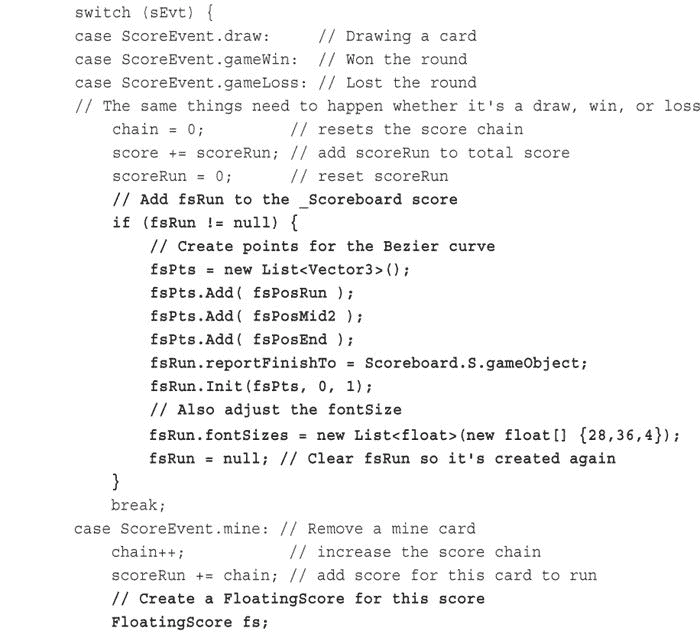 switch (sEvt) {
case ScoreEvent.draw:     // Drawing a card
case ScoreEvent.gameWin:  // Won the round
case ScoreEvent.gameLoss: // Lost the round
// The same things need to happen whether it's a draw, win, or loss
    chain = 0;         // resets the score chain
    score += scoreRun; // add scoreRun to total score
    scoreRun = 0;      // reset scoreRun
    // Add fsRun to the _Scoreboard score
    if (fsRun != null) {
        // Create points for the Bezier curve
        fsPts = new List<Vector3>();
        fsPts.Add( fsPosRun );
        fsPts.Add( fsPosMid2 );
        fsPts.Add( fsPosEnd );
        fsRun.reportFinishTo = Scoreboard.S.gameObject;
        fsRun.Init(fsPts, 0, 1);
        // Also adjust the fontSize
        fsRun.fontSizes = new List<float>(new float[] {28,36,4});
        fsRun = null; // Clear fsRun so it's created again
    }
    break;
case ScoreEvent.mine: // Remove a mine card
    chain++;           // increase the score chain
    scoreRun += chain; // add score for this card to run
    // Create a FloatingScore for this score
    FloatingScore fs;